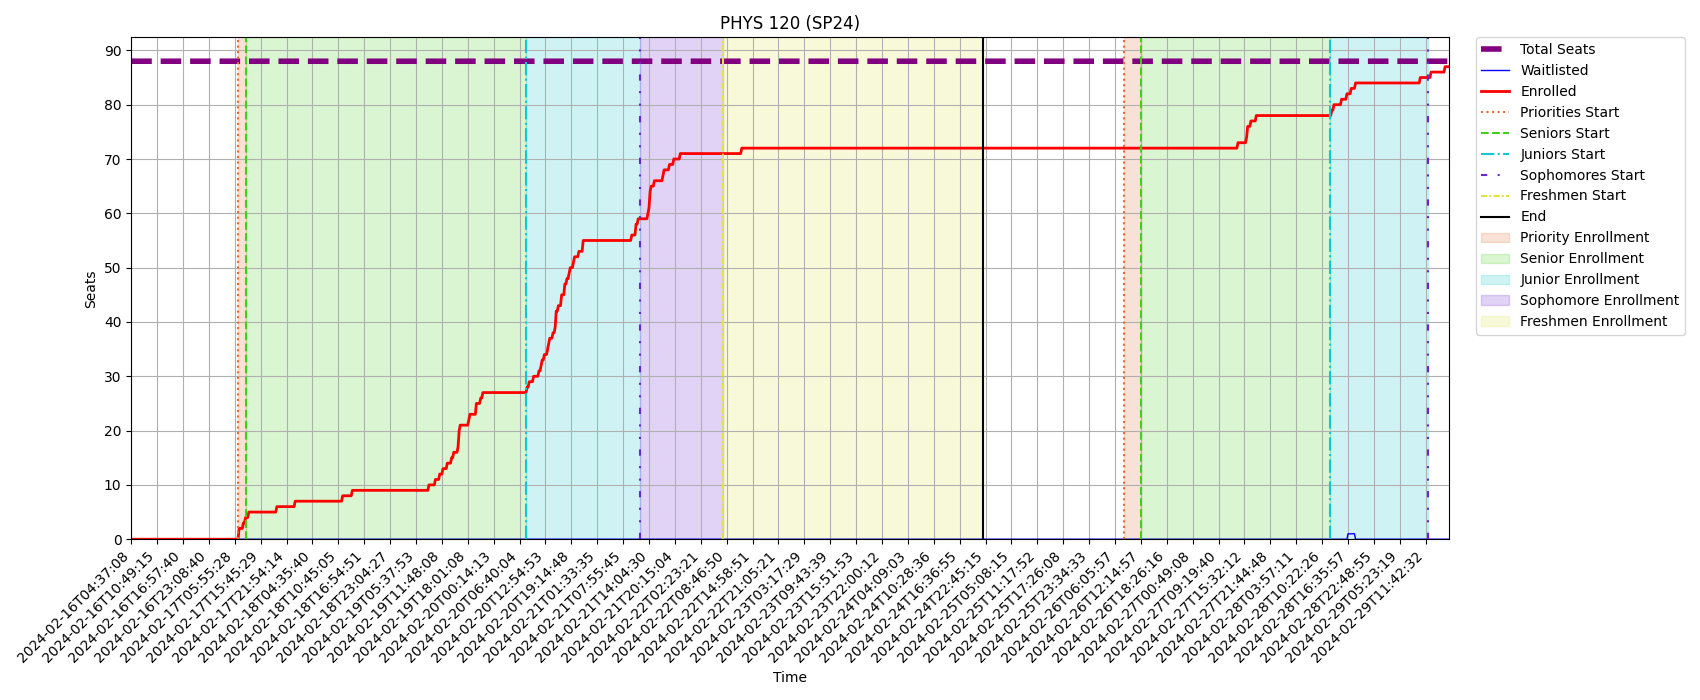 PHYS 120 (SP24)
Seats
90
80
70
60
50
40
30
20
10
0
2024-02-16T04:37:08
2024-02-16T10:49:15
2024-02-16T16:57:40
2024-02-16T23:08:40
2024-02-17T05:55:28
2024-02-17T15:45:29
2024-02-17T21:54:14
2024-02-18T04:35:40
2024-02-18T10:45:05
2024-02-18T16:54:51
2024-02-18T23:04:27
2024-02-19T05:37:53
2024-02-19T11:48:08
2024-02-19T18:01:08
2024-02-20T00:14:13
2024-02-20T06:40:04
2024-02-20T12:54:53
2024-02-20T19:14:48
2024-02-21T01:33:35
2024-02-21T07:55:45
2024-02-21T14:04:30
2024-02-21T20:15:04
2024-02-22T02:23:21
2024-02-22T08:46:50
2024-02-22T14:58:51
2024-02-22T21:05:21
2024-02-23T03:17:29
2024-02-23T09:43:39
2024-02-23T15:51:53
2024-02-23T22:00:12
2024-02-24T04:09:03
2024-02-24T10:28:36
2024-02-24T16:36:55
2024-02-24T22:45:15
2024-02-25T05:08:15
2024-02-25T11:17:52
2024-02-25T17:26:08
2024-02-25T23:34:33
2024-02-26T06:05:57
2024-02-26T12:14:57
2024-02-26T18:26:16
2024-02-27T00:49:08
2024-02-27T09:19:40
2024-02-27T15:32:12
2024-02-27T21:44:48
2024-02-28T03:57:11
2024-02-28T10:22:26
2024-02-28T16:35:57
2024-02-28T22:48:55
2024-02-29T05:23:19
2024-02-29T11:42:32
Time
Total Seats
Waitlisted
Enrolled
Priorities Start
Seniors Start
Juniors Start
Sophomores Start
Freshmen Start
End
Priority Enrollment
Senior Enrollment
Junior Enrollment
Sophomore Enrollment
Freshmen Enrollment